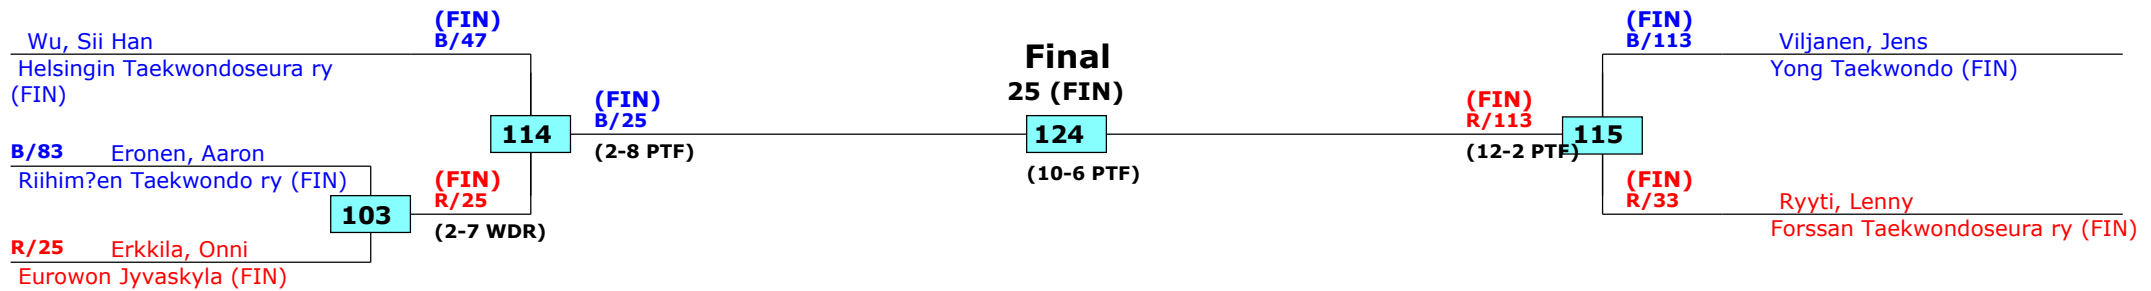 (FIN)
B/47
Wu, Sii Han
Helsingin Taekwondoseura ry
(FIN)
B/83 Eronen, Aaron
Riihim?en Taekwondo ry (FIN)
103
R/25 Erkkila, Onni
Eurowon Jyvaskyla (FIN)
(FIN)
R/25
(2-7 WDR)
114
(FIN)
B/25
(2-8 PTF)
Final
25 (FIN)
124
(10-6 PTF)
(FIN)
R/113
(12-2 PTF)
115
(FIN)
B/113
Viljanen, Jens
Yong Taekwondo (FIN)
(FIN)
R/33
Ryyti, Lenny
Forssan Taekwondoseura ry (FIN)